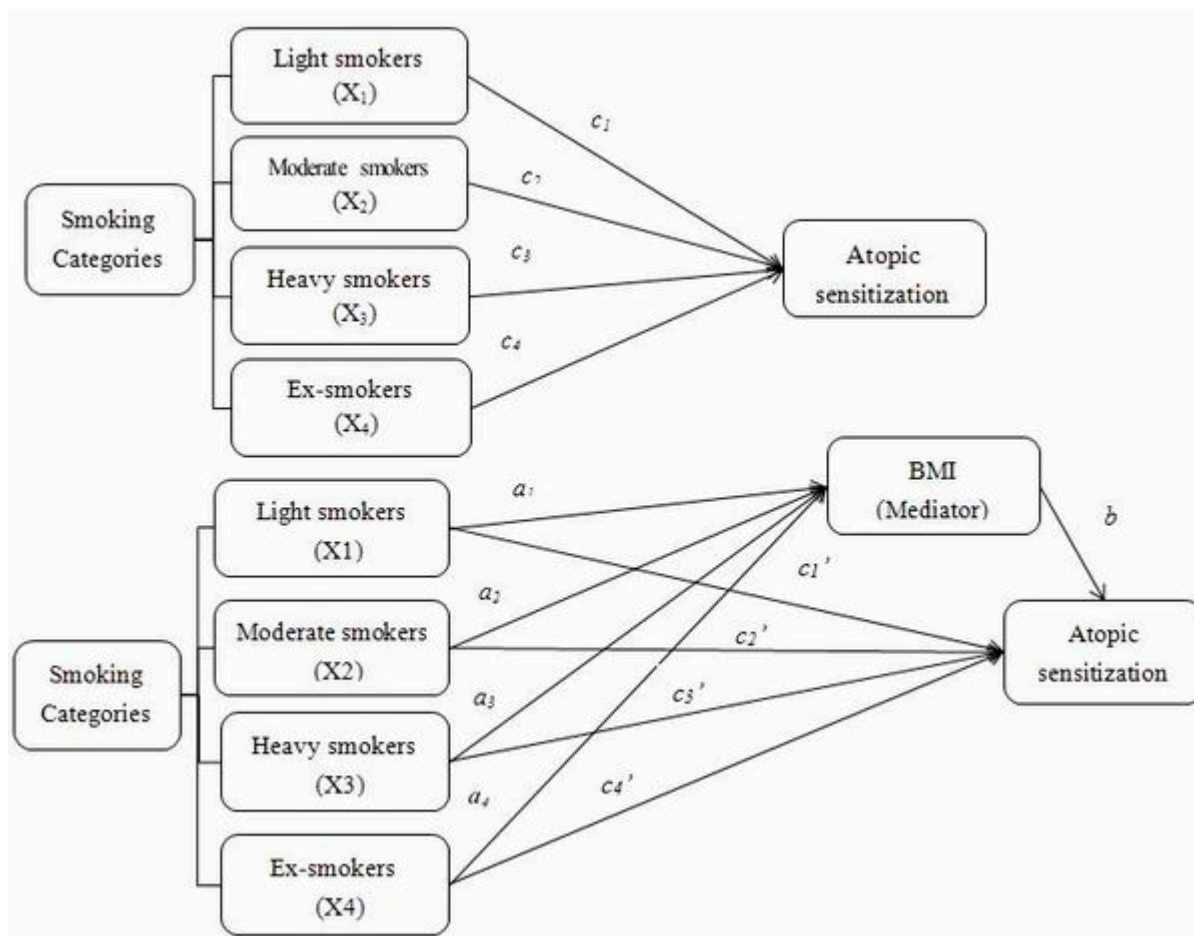 Light smokers
(X₁)
c₁
Moderate smokers
(X₂)
c₂
Smoking
Categories
Heavy smokers
(X₃)
c₃
Atopic
sensitization
c₄
Ex-smokers
(X₄)
BMI
(Mediator)
Light smokers
(X1)
a₁
b
c₁’
Moderate smokers
(X2)
a₂
c₂’
Atopic
sensitization
Smoking
Categories
Heavy smokers
(X3)
a₃
c₃’
a₄
c₄’
Ex-smokers
(X4)